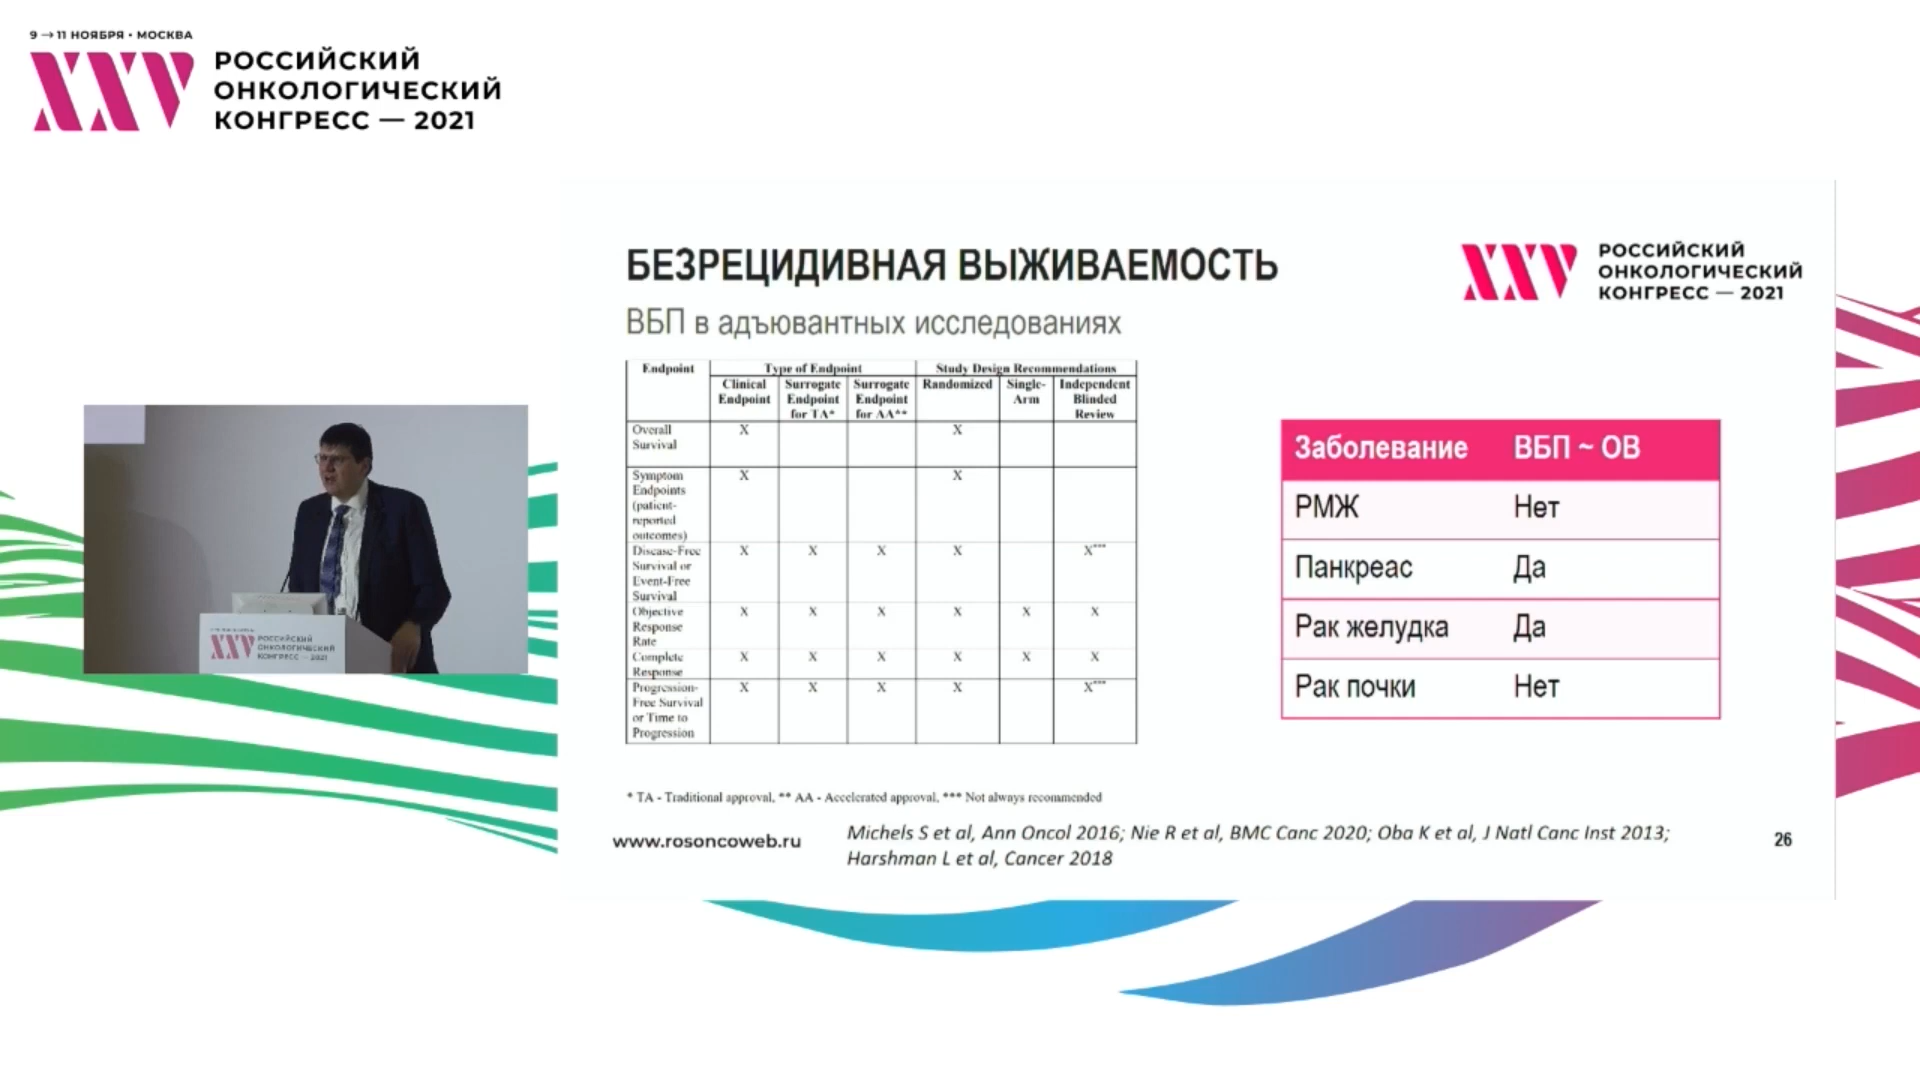 9 → 11 НОЯБРЯ • МОСКВА
XXV
РОССИЙСКИЙ
ОНКОЛОГИЧЕСКИЙ
КОНГРЕСС — 2021
БЕЗРЕЦИДИВНАЯ ВЫЖИВАЕМОСТЬ
ВБП в адъювантных исследованиях
XXV
РОССИЙСКИЙ
ОНКОЛОГИЧЕСКИЙ
КОНГРЕСС — 2021
Endpoint Type of Endpoint Study Design Recommendations
Clinical Surrogate Surrogate Randomized Single- Independent
Endpoint Endpoint Endpoint Arm Blinded
for TA* for AA** Review
Overall X X
Survival
Symptom X X
Endpoints
(patient-
reported
outcomes)
Disease-Free X X X X X***
Survival or
Event-Free
Survival
Objective X X X X X X
Response
Rate
Complete X X X X X X
Response
Progression- X X X X X***
Free Survival
or Time to
Progression
* TA - Traditional approval, ** AA - Accelerated approval, *** Not always recommended
Заболевание ВБП ~ ОВ
РМЖ Нет
Панкреас Да
Рак желудка Да
Рак почки Нет
www.rosoncoweb.ru
Michels S et al, Ann Oncol 2016; Nie R et al, BMC Canc 2020; Oba K et al, J Natl Canc Inst 2013;
Harshman L et al, Cancer 2018
26
XXV
РОССИЙСКИЙ
ОНКОЛОГИЧЕСКИЙ
КОНГРЕСС — 2021